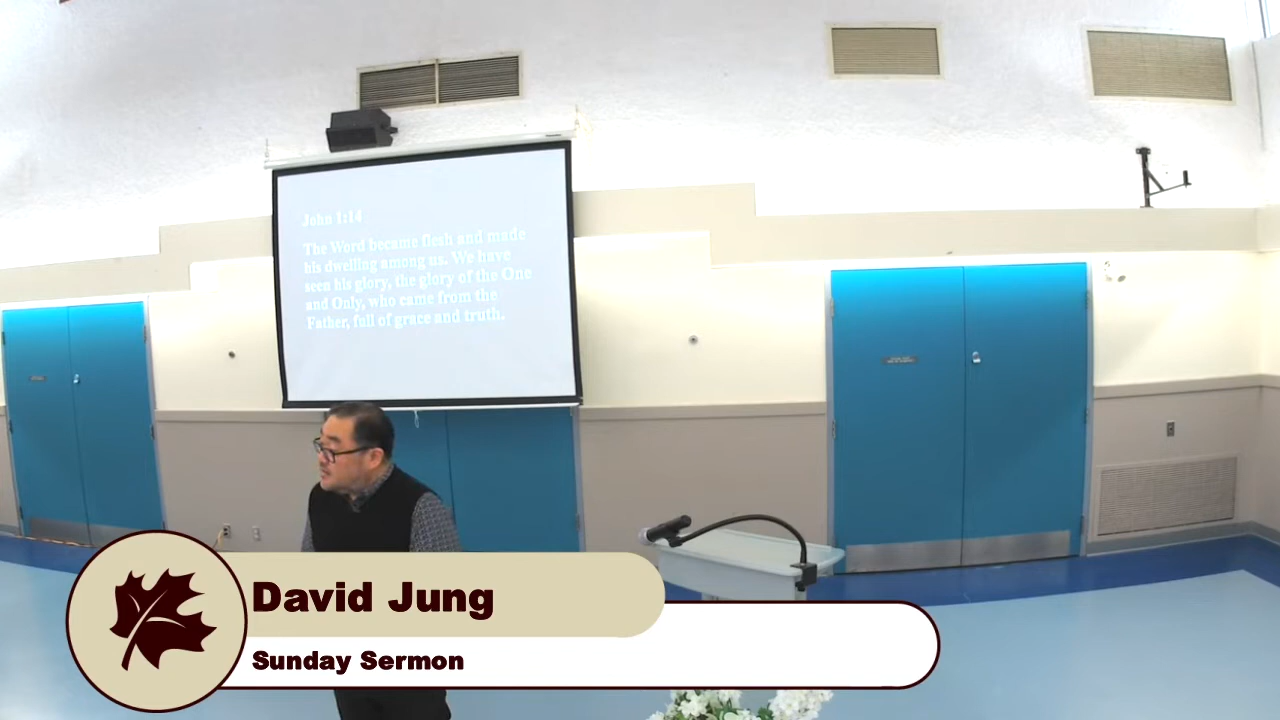 John 1:14
The Word became flesh and made
his dwelling among us. We have
seen his glory, the glory of the One
and Only, who came from the
Father, full of grace and truth.
David Jung
Sunday Sermon